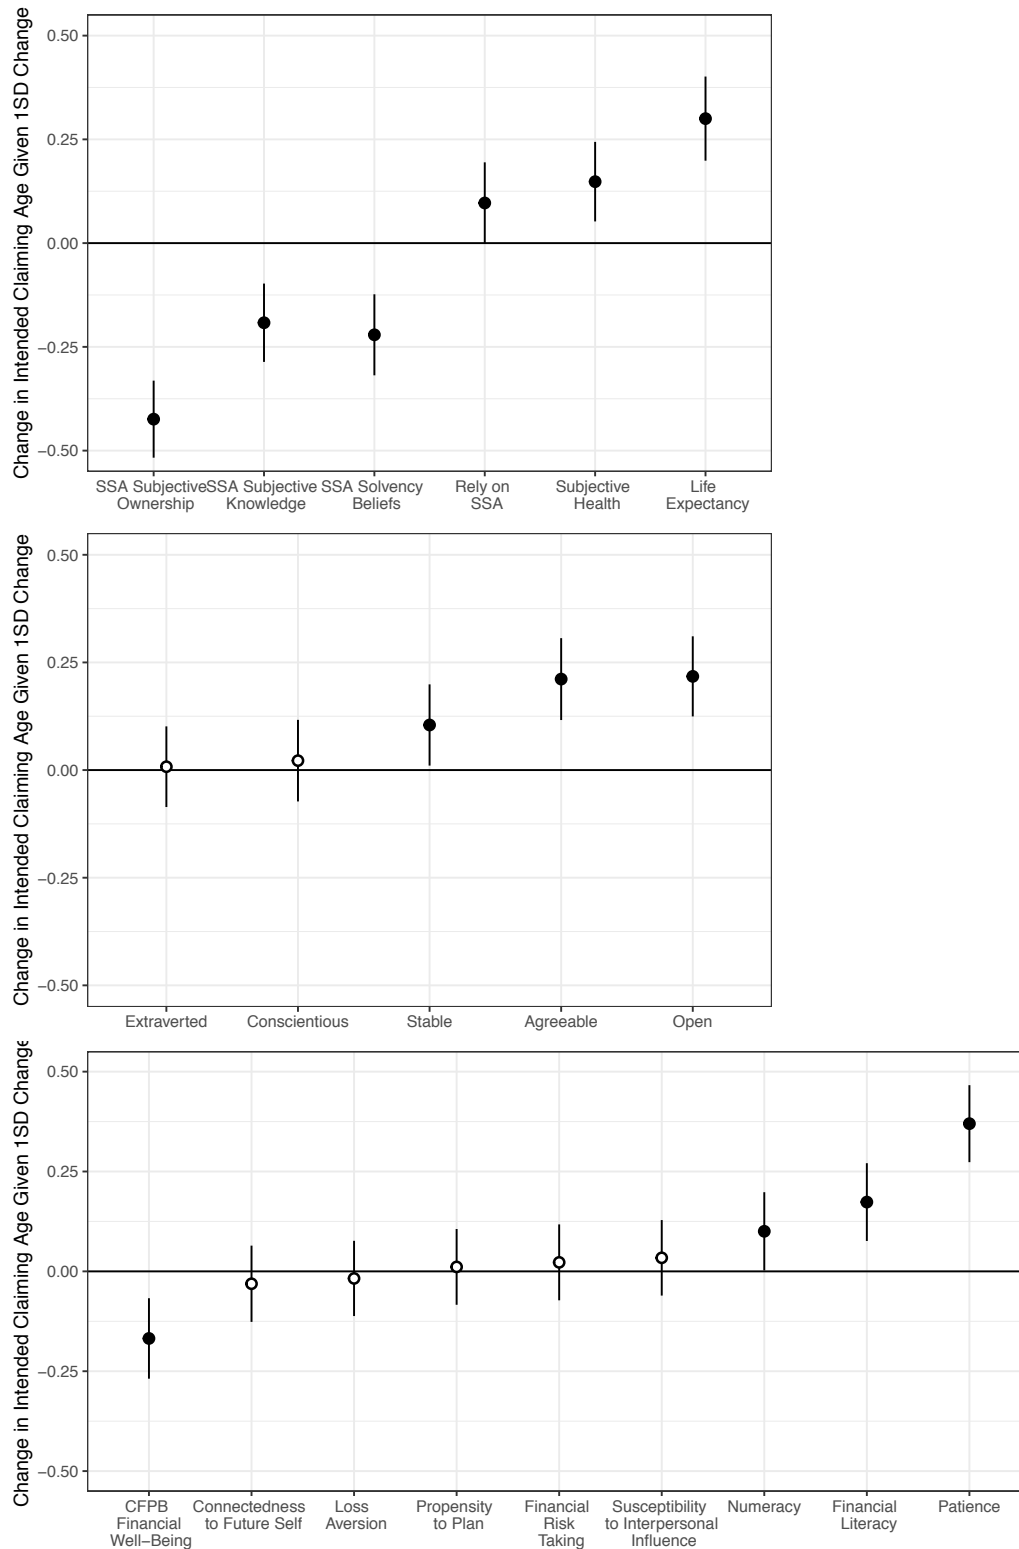 Change in Intended Claiming Age Given 1SD Change
0.50
0.25
0.00
−0.25
−0.50
SSA Subjective
Ownership
SSA Subjective
Knowledge
SSA Solvency
Beliefs
Rely on
SSA
Subjective
Health
Life
Expectancy
Change in Intended Claiming Age Given 1SD Change
0.50
0.25
0.00
−0.25
−0.50
Extraverted
Conscientious
Stable
Agreeable
Open
Change in Intended Claiming Age Given 1SD Change
0.50
0.25
0.00
−0.25
−0.50
CFPB
Financial
Well−Being
Connectedness
to Future Self
Loss
Aversion
Propensity
to Plan
Financial
Risk
Taking
Susceptibility
to Interpersonal
Influence
Numeracy
Financial
Literacy
Patience